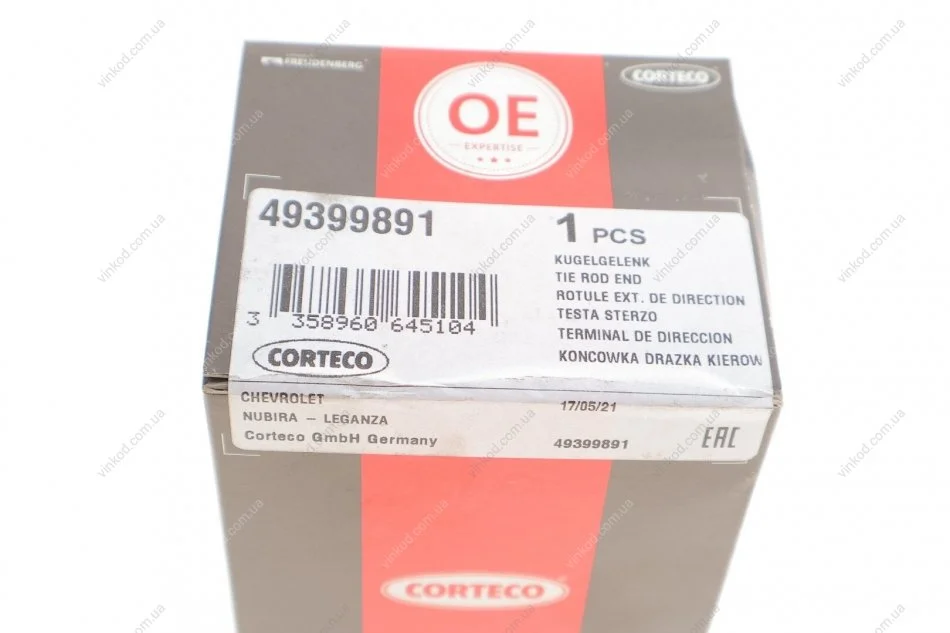 FREUDENBERG
CORTECO
OE
EXPERTISE
49399891
1 PCS
KUGELGELENK
TIE ROD END
ROTULE EXT. DE DIRECTION
TESTA STERZO
TERMINAL DE DIRECCION
KONCOWKA DRAZKA KIEROW
3 358960 645104
CORTECO
CHEVROLET
NUBIRA – LEGANZA
Corteco GmbH Germany
17/05/21
49399891
EAC
CORTECO
vinkod.com.ua